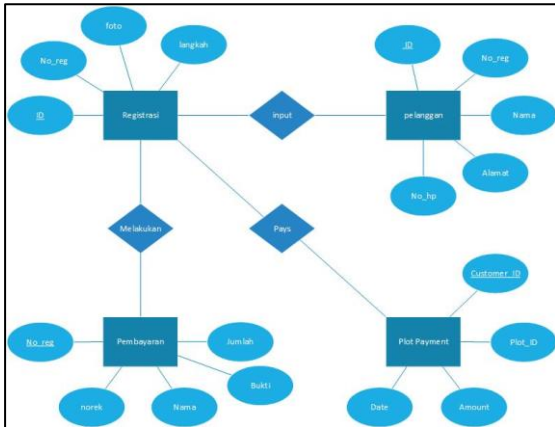 foto
langkah
No_reg
ID
Registrasi
input
ID
No_reg
pelanggan
Nama
Alamat
No_hp
Melakukan
Pays
Customer_ID
No_reg
Pembayaran
Jumlah
Bukti
norek
Nama
Plot Payment
Plot_ID
Date
Amount